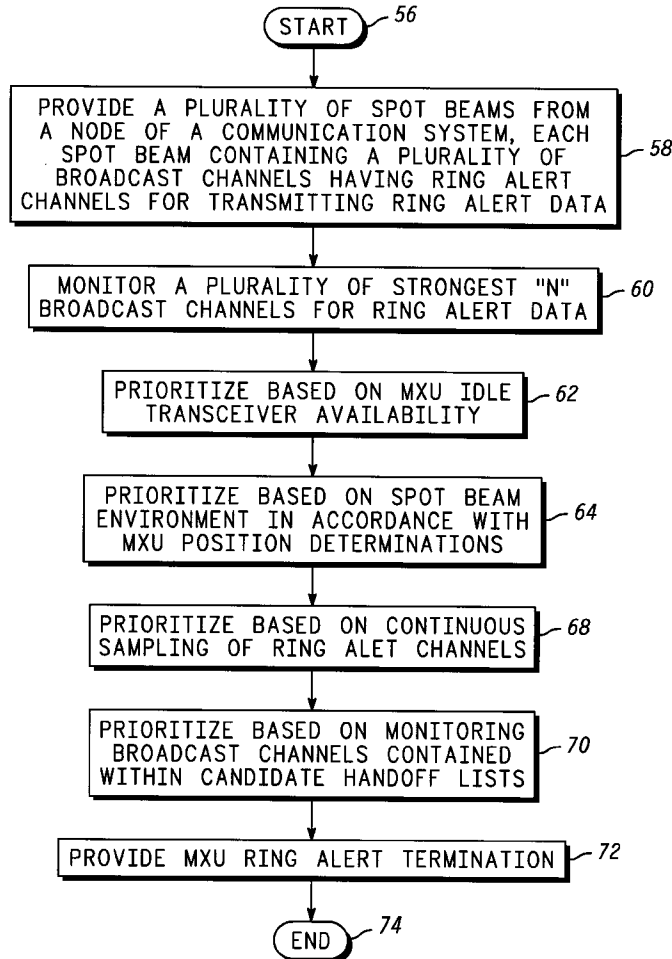 START
56
PROVIDE A PLURALITY OF SPOT BEAMS FROM
A NODE OF A COMMUNICATION SYSTEM, EACH
SPOT BEAM CONTAINING A PLURALITY OF
BROADCAST CHANNELS HAVING RING ALERT
CHANNELS FOR TRANSMITTING RING ALERT DATA
58
MONITOR A PLURALITY OF STRONGEST "N"
BROADCAST CHANNELS FOR RING ALERT DATA
60
PRIORITIZE BASED ON MXU IDLE
TRANSCEIVER AVAILABILITY
62
PRIORITIZE BASED ON SPOT BEAM
ENVIRONMENT IN ACCORDANCE WITH
MXU POSITION DETERMINATIONS
64
PRIORITIZE BASED ON CONTINUOUS
SAMPLING OF RING ALET CHANNELS
68
PRIORITIZE BASED ON MONITORING
BROADCAST CHANNELS CONTAINED
WITHIN CANDIDATE HANDOFF LISTS
70
PROVIDE MXU RING ALERT TERMINATION
72
END
74